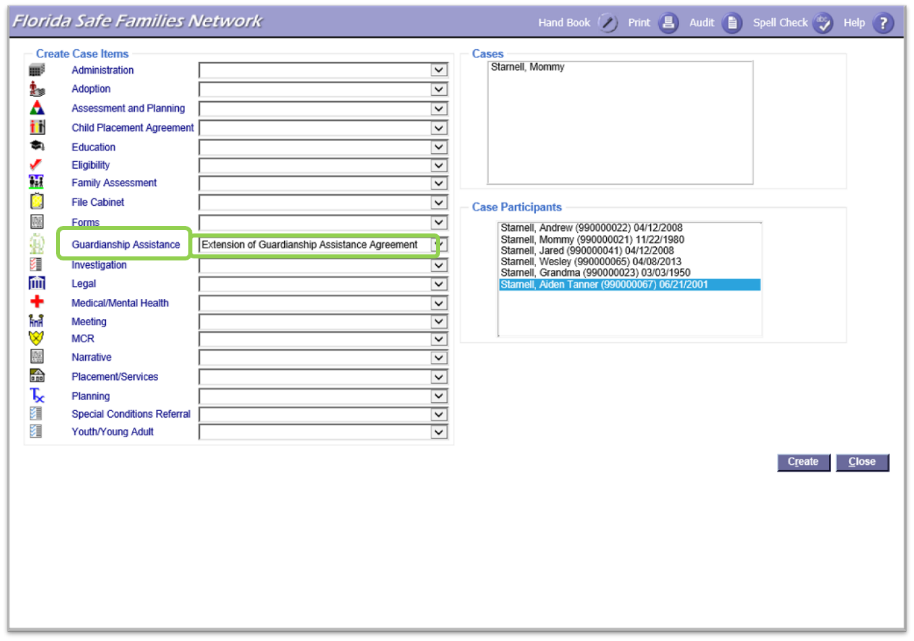 Florida Safe Families Network
Hand Book Print Audit Spell Check Help ?
Create Case Items
Administration
Adoption
Assessment and Planning
Child Placement Agreement
Education
Eligibility
Family Assessment
File Cabinet
Forms
Guardianship Assistance Extension of Guardianship Assistance Agreement
Investigation
Legal
Medical/Mental Health
Meeting
MCR
Narrative
Placement/Services
Tx Planning
Special Conditions Referral
Youth/Young Adult
Cases
Starnell, Mommy
Case Participants
Starnell, Andrew (990000022) 04/12/2008
Starnell, Mommy (990000021) 11/22/1980
Starnell, Jared (990000041) 04/12/2008
Starnell, Wesley (990000065) 04/08/2013
Starnell, Grandma (990000023) 03/03/1950
Starnell, Aiden Tanner (990000067) 06/21/2001
Create Close